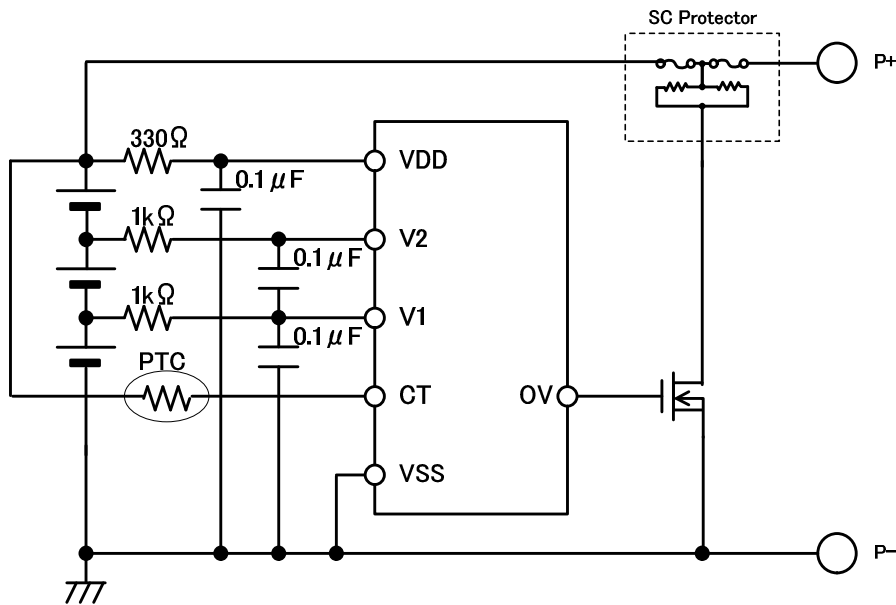 SC Protector
P+
330Ω
VDD
0.1μF
1kΩ
V2
0.1μF
1kΩ
V1
0.1μF
PTC
CT
OV
VSS
P−